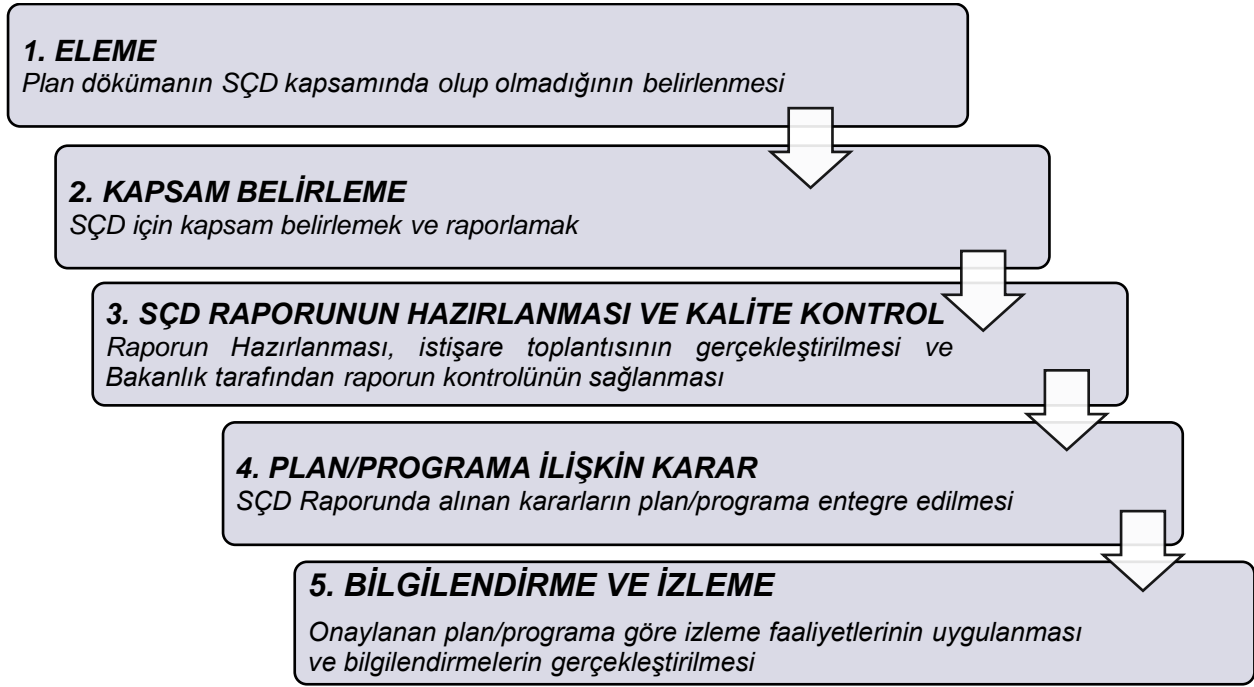 1. ELEME
Plan dökümanın SÇD kapsamında olup olmadığının belirlenmesi
2. KAPSAM BELİRLEME
SÇD için kapsam belirlemek ve raporlamak
3. SÇD RAPORUNUN HAZIRLANMASI VE KALİTE KONTROL
Raporun Hazırlanması, istişare toplantısının gerçekleştirilmesi ve
Bakanlık tarafından raporun kontrolünün sağlanması
4. PLAN/PROGRAMA İLİŞKİN KARAR
SÇD Raporunda alınan kararların plan/programa entegre edilmesi
5. BİLGİLENDİRME VE İZLEME
Onaylanan plan/programa göre izleme faaliyetlerinin uygulanması
ve bilgilendirmelerin gerçekleştirilmesi